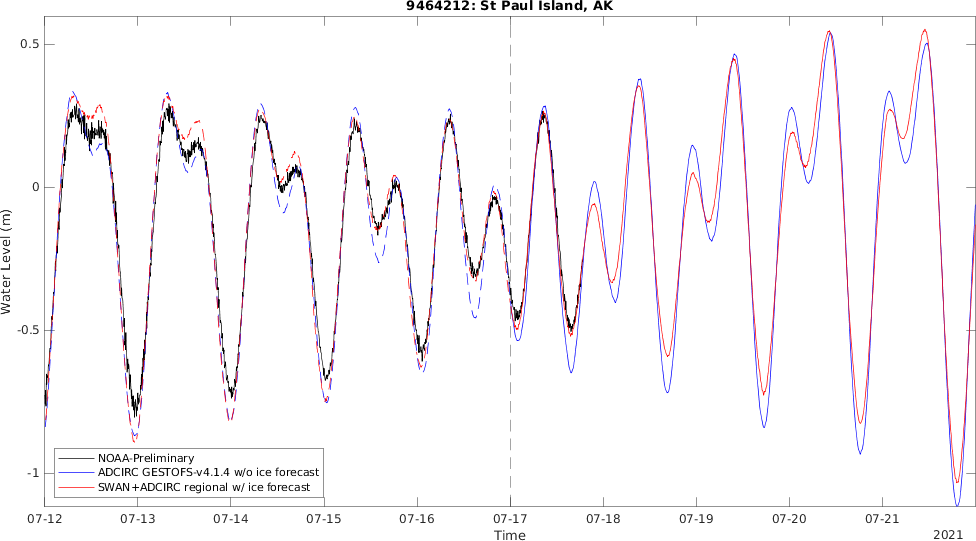 9464212: St Paul Island, AK
0.5
0
-0.5
-1
Water Level (m)
NOAA-Preliminary
ADCIRC GESTOFS-v4.1.4 w/o ice forecast
SWAN+ADCIRC regional w/ ice forecast
07-12 07-13 07-14 07-15 07-16 07-17 07-18 07-19 07-20 07-21
Time
2021